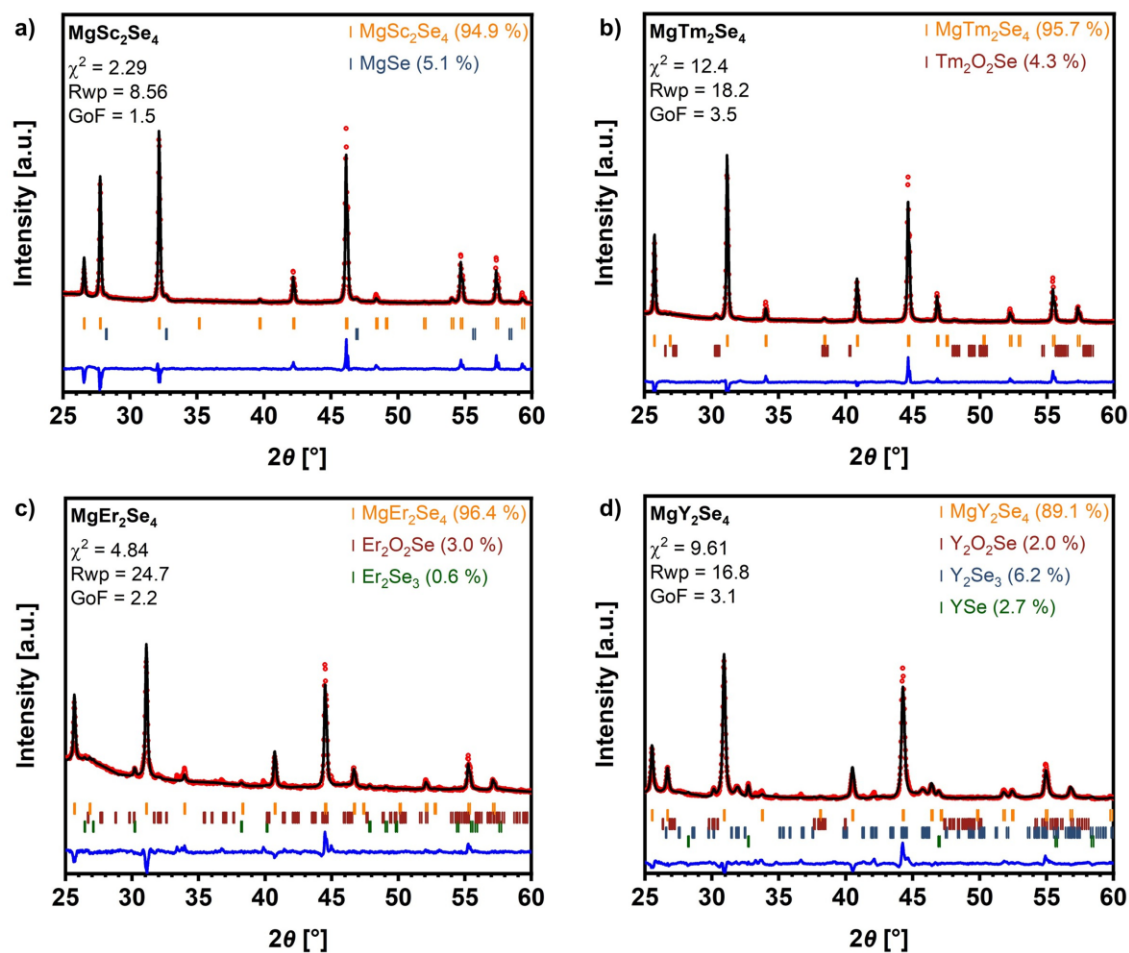 a)
MgSc₂Se₄
χ² = 2.29
Rwp = 8.56
GoF = 1.5
I MgSc₂Se₄ (94.9 %)
I MgSe (5.1 %)
Intensity [a.u.]
25 30 35 40 45 50 55 60
2θ [°]
b)
MgTm₂Se₄
χ² = 12.4
Rwp = 18.2
GoF = 3.5
I MgTm₂Se₄ (95.7 %)
I Tm₂O₂Se (4.3 %)
Intensity [a.u.]
25 30 35 40 45 50 55 60
2θ [°]
c)
MgEr₂Se₄
χ² = 4.84
Rwp = 24.7
GoF = 2.2
I MgEr₂Se₄ (96.4 %)
I Er₂O₂Se (3.0 %)
I Er₂Se₃ (0.6 %)
Intensity [a.u.]
25 30 35 40 45 50 55 60
2θ [°]
d)
MgY₂Se₄
χ² = 9.61
Rwp = 16.8
GoF = 3.1
I MgY₂Se₄ (89.1 %)
I Y₂O₂Se (2.0 %)
I Y₂Se₃ (6.2 %)
I YSe (2.7 %)
Intensity [a.u.]
25 30 35 40 45 50 55 60
2θ [°]